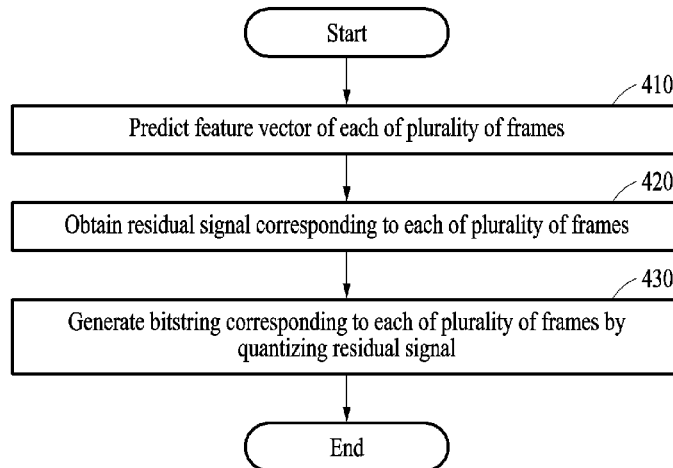 Start
410
Predict feature vector of each of plurality of frames
420
Obtain residual signal corresponding to each of plurality of frames
430
Generate bitstring corresponding to each of plurality of frames by
quantizing residual signal
End